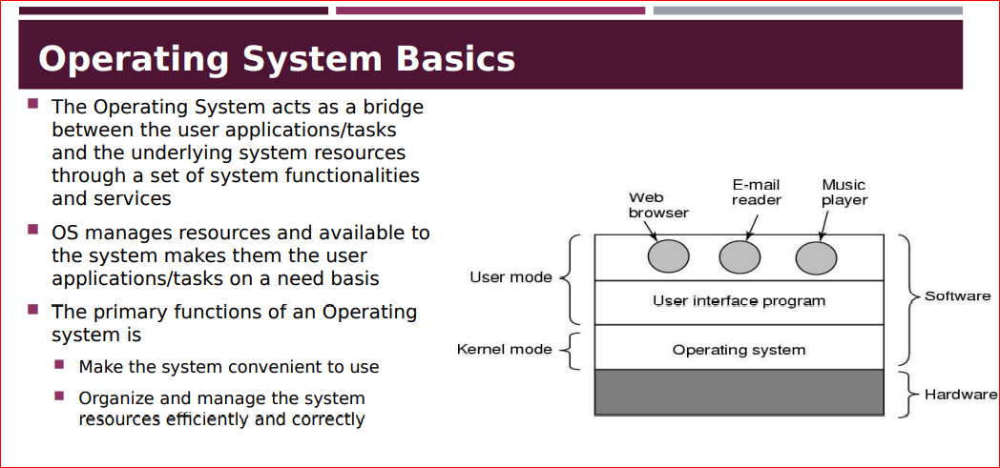 Operating System Basics
The Operating System acts as a bridge
between the user applications/tasks
and the underlying system resources
through a set of system functionalities
and services
OS manages resources and available to
the system makes them the user
applications/tasks on a need basis
The primary functions of an Operating
system is
Make the system convenient to use
Organize and manage the system
resources efficiently and correctly
Web
browser
E-mail
reader
Music
player
User mode
User interface program
Software
Kernel mode
Operating system
Hardware